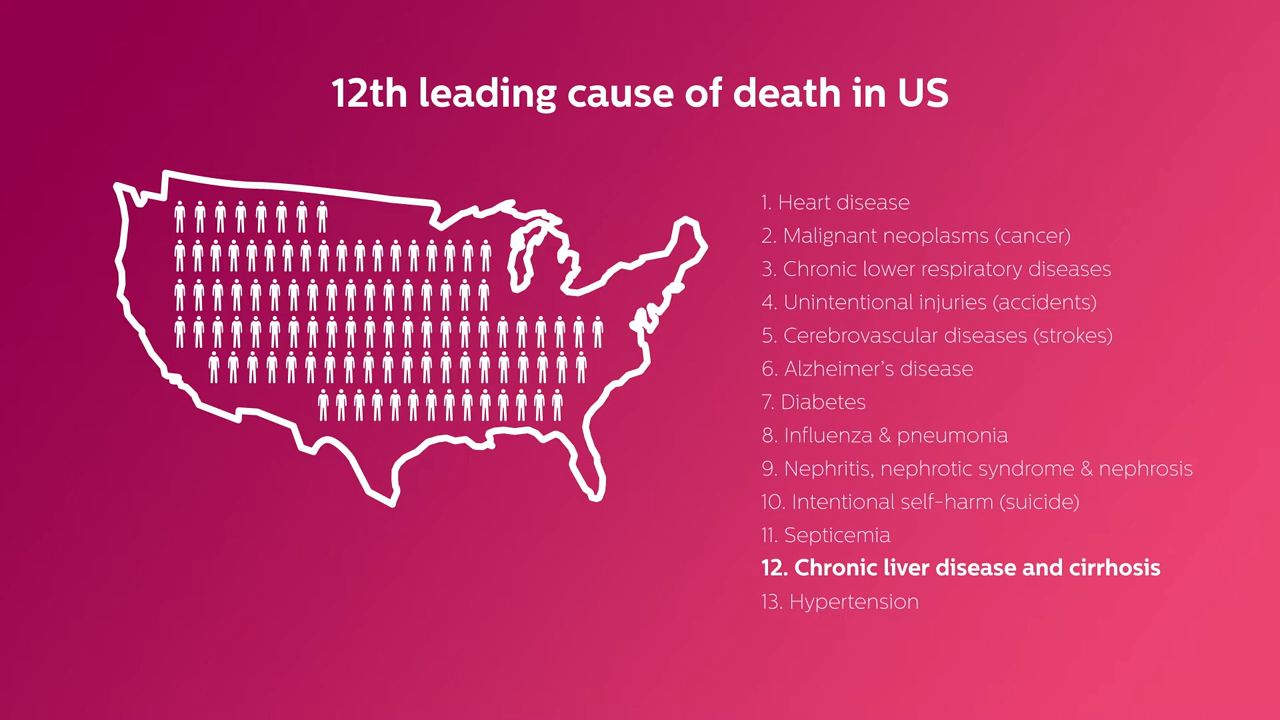 12th leading cause of death in US
1. Heart disease
2. Malignant neoplasms (cancer)
3. Chronic lower respiratory diseases
4. Unintentional injuries (accidents)
5. Cerebrovascular diseases (strokes)
6. Alzheimer’s disease
7. Diabetes
8. Influenza & pneumonia
9. Nephritis, nephrotic syndrome & nephrosis
10. Intentional self-harm (suicide)
11. Septicemia
12. Chronic liver disease and cirrhosis
13. Hypertension